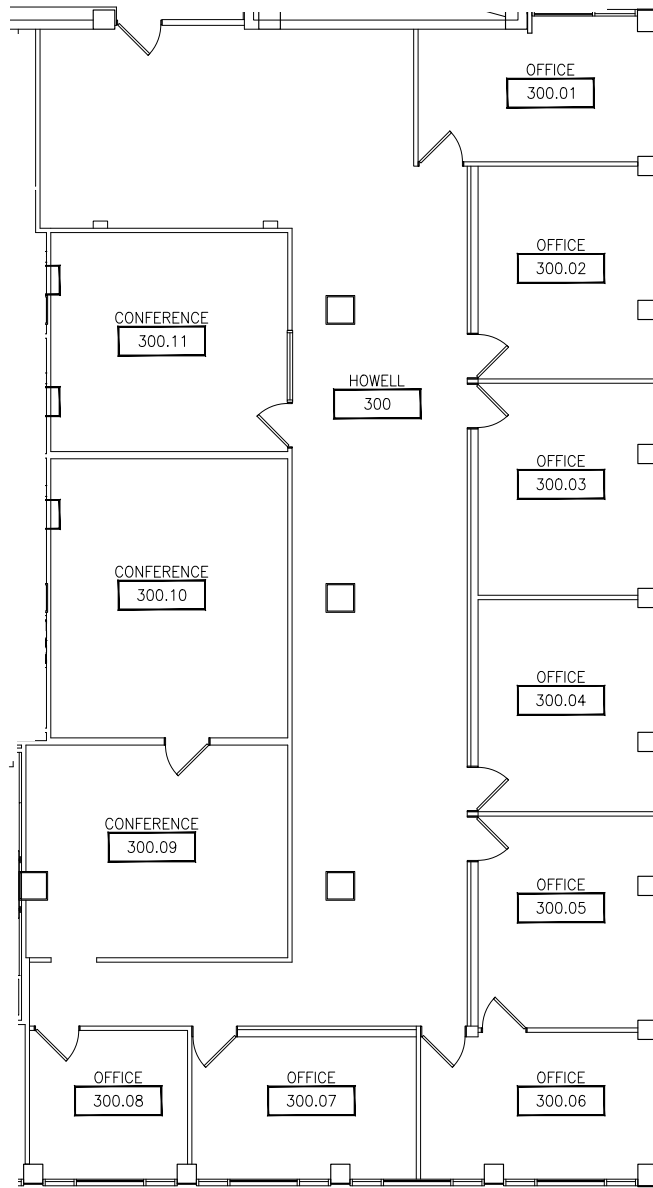 OFFICE
300.01
OFFICE
300.02
CONFERENCE
300.11
HOWELL
300
OFFICE
300.03
CONFERENCE
300.10
OFFICE
300.04
CONFERENCE
300.09
OFFICE
300.05
OFFICE
300.08
OFFICE
300.07
OFFICE
300.06